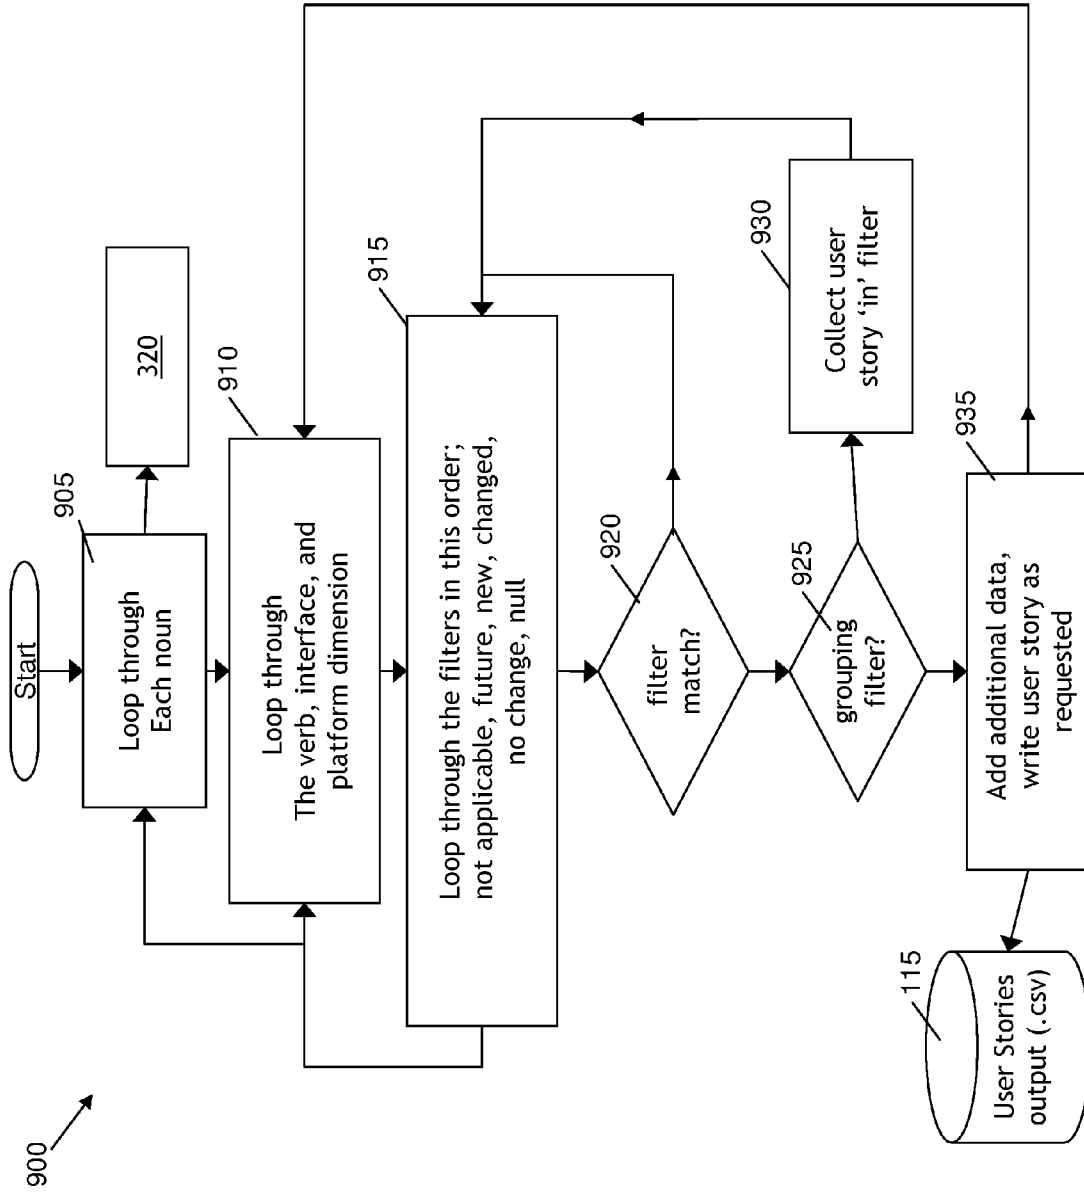 900
Start
905
Loop through
Each noun
320
910
Loop through
The verb, interface, and
platform dimension
915
Loop through the filters in this order;
not applicable, future, new, changed,
no change, null
920
filter
match?
925
grouping
filter?
930
Collect user
story ‘in’ filter
935
Add additional data,
write user story as
requested
115
User Stories
output (.csv)